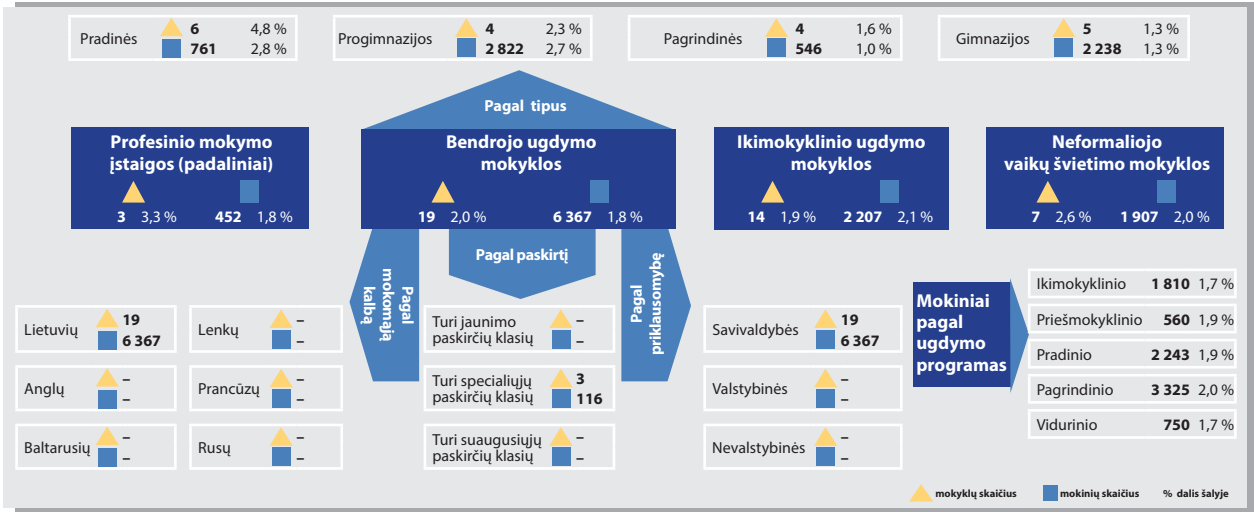 Pradinės
6 4,8 %
761 2,8 %
Progimnazijos
4 2,3 %
2 822 2,7 %
Pagrindinės
4 1,6 %
546 1,0 %
Gimnazijos
5 1,3 %
2 238 1,3 %
Pagal tipus
Profesinio mokymo
įstaigos (padaliniai)
3 3,3 % 452 1,8 %
Bendrojo ugdymo
mokyklos
19 2,0 % 6 367 1,8 %
Ikimokyklinio ugdymo
mokyklos
14 1,9 % 2 207 2,1 %
Neformaliojo
vaikų švietimo mokyklos
7 2,6 % 1 907 2,0 %
Pagal
mokomąją
kalbą
Pagal paskirtį
Pagal
priklausomybę
Lietuvių
19
6 367
Lenkų
–
–
Anglų
–
–
Prancūzų
–
–
Baltarusių
–
–
Rusų
–
–
Turi jaunimo
paskirčių klasių
–
–
Turi specialiųjų
paskirčių klasių
3
116
Turi suaugusiųjų
paskirčių klasių
–
–
Savivaldybės
19
6 367
Valstybinės
–
–
Nevalstybinės
–
–
Mokiniai
pagal
ugdymo
programas
Ikimokyklinio 1 810 1,7 %
Priešmokyklinio 560 1,9 %
Pradinio 2 243 1,9 %
Pagrindinio 3 325 2,0 %
Vidurinio 750 1,7 %
mokyklų skaičius mokinių skaičius % dalis šalyje